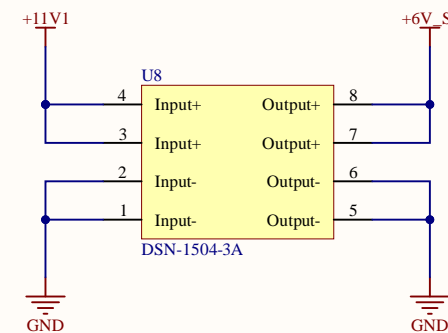 +11V1
+6V_S
U8
4 Input+ Output+ 8
3 Input+ Output+ 7
2 Input- Output- 6
1 Input- Output- 5
DSN-1504-3A
GND GND